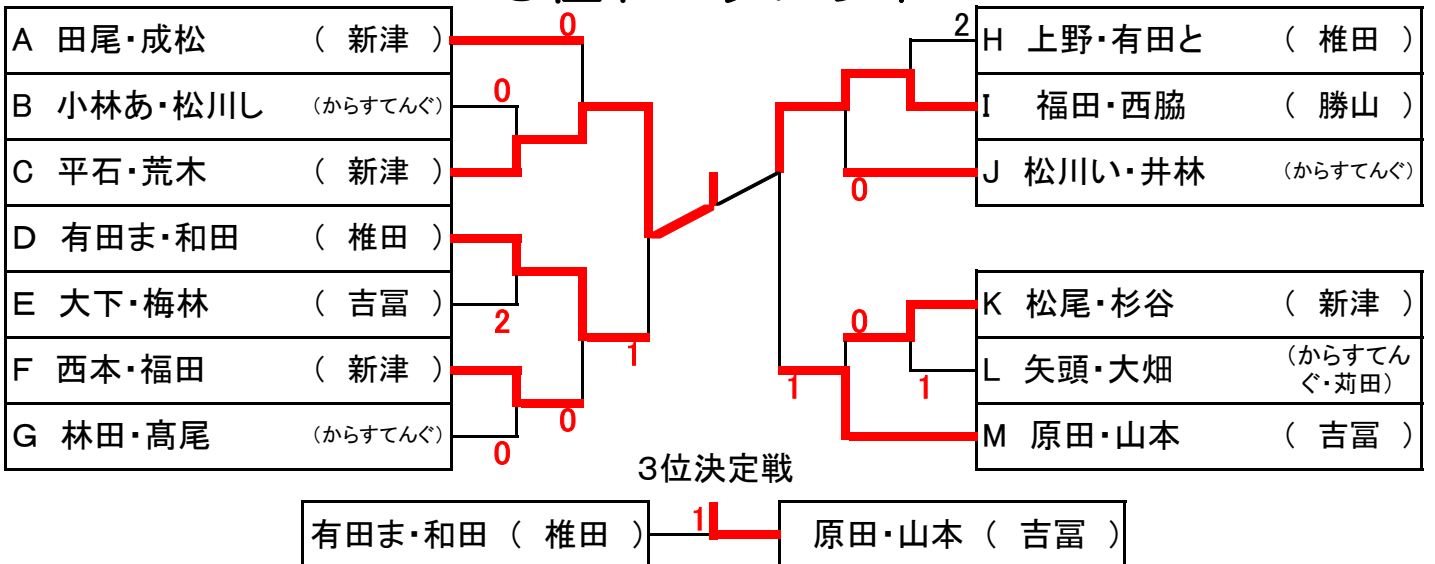 0
A 田尾・成松 ( 新津 )
0
B 小林あ・松川し (からすてんぐ)
C 平石・荒木 ( 新津 )
D 有田ま・和田 ( 椎田 )
E 大下・梅林 ( 吉冨 )
2
1
F 西本・福田 ( 新津 )
0
G 林田・髙尾 (からすてんぐ)
0
2
H 上野・有田と ( 椎田 )
I 福田・西脇 ( 勝山 )
J 松川い・井林 (からすてんぐ)
0
K 松尾・杉谷 ( 新津 )
0
L 矢頭・大畑 (からすてん
ぐ・苅田)
1
1
M 原田・山本 ( 吉冨 )
3位決定戦
有田ま・和田 ( 椎田 )
1
原田・山本 ( 吉冨 )